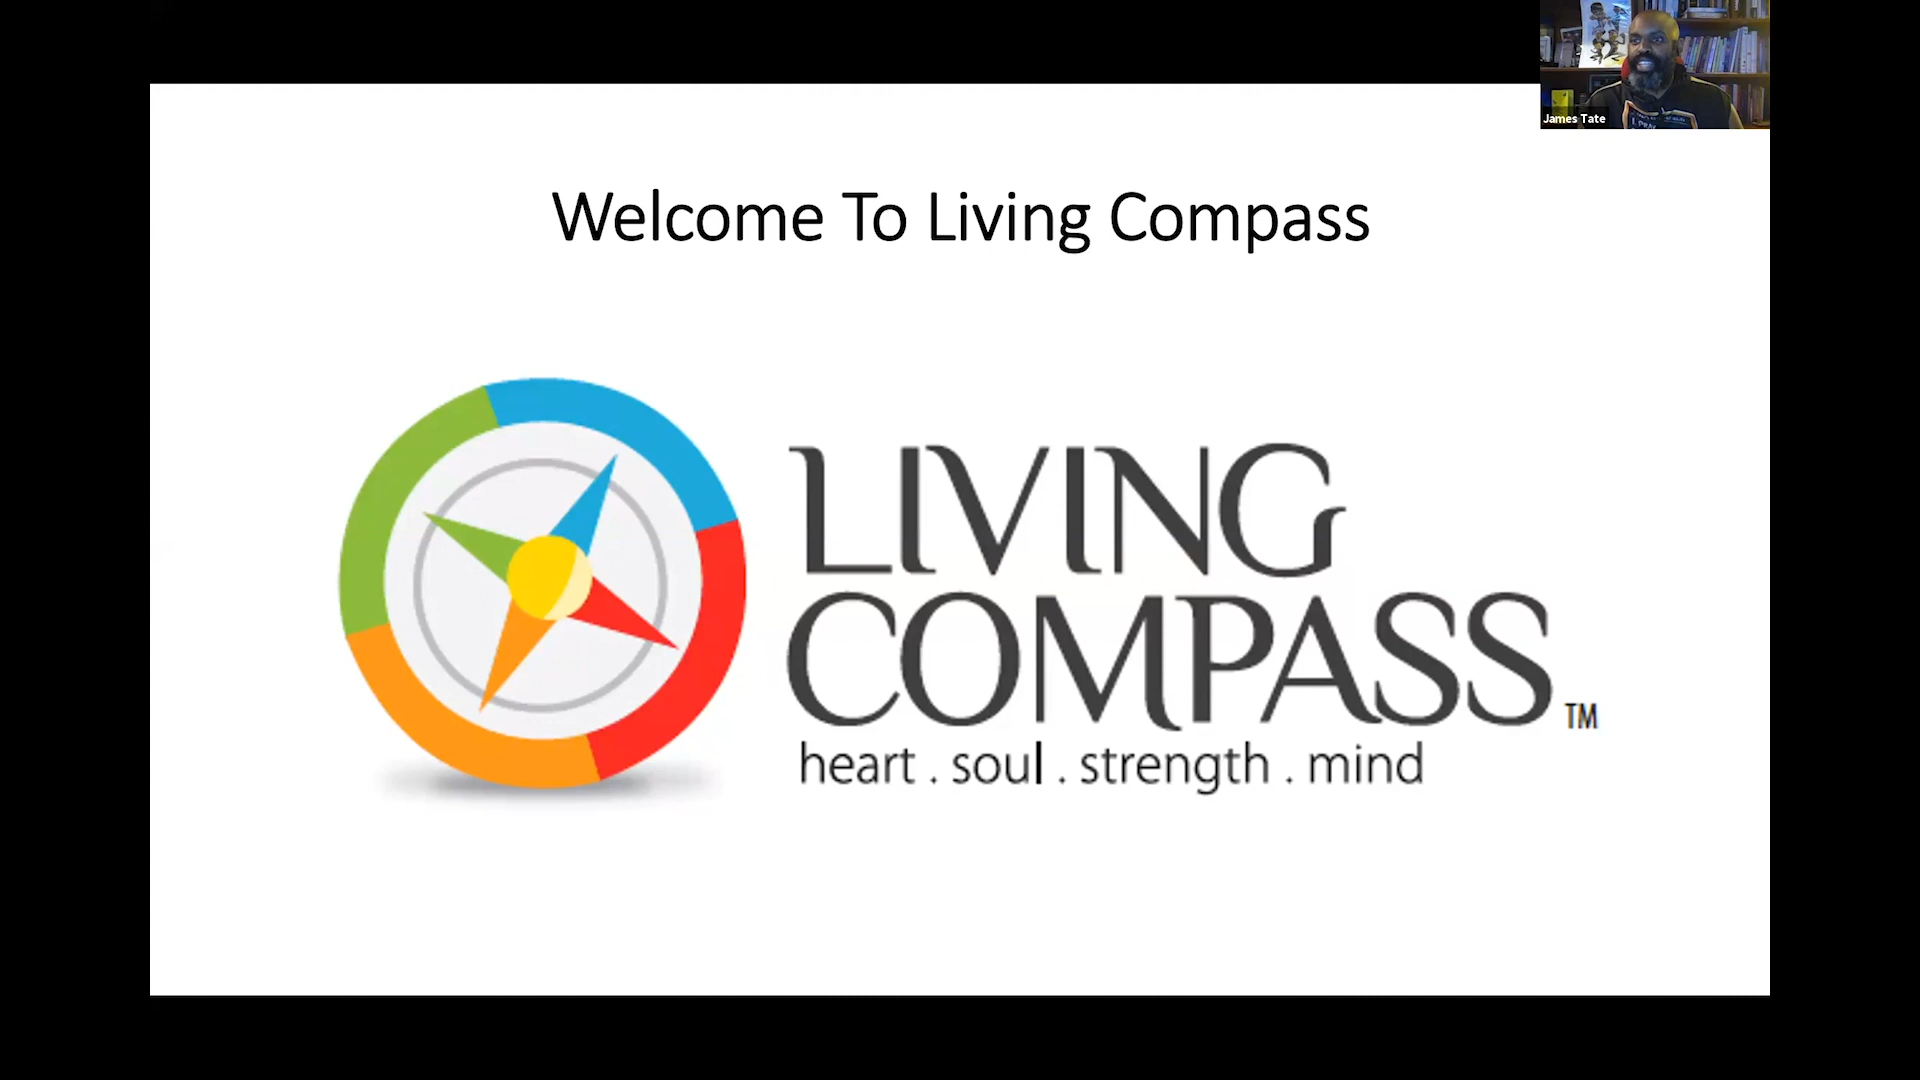 James Tate
Welcome To Living Compass
LIVING
COMPASS TM
heart . soul . strength . mind